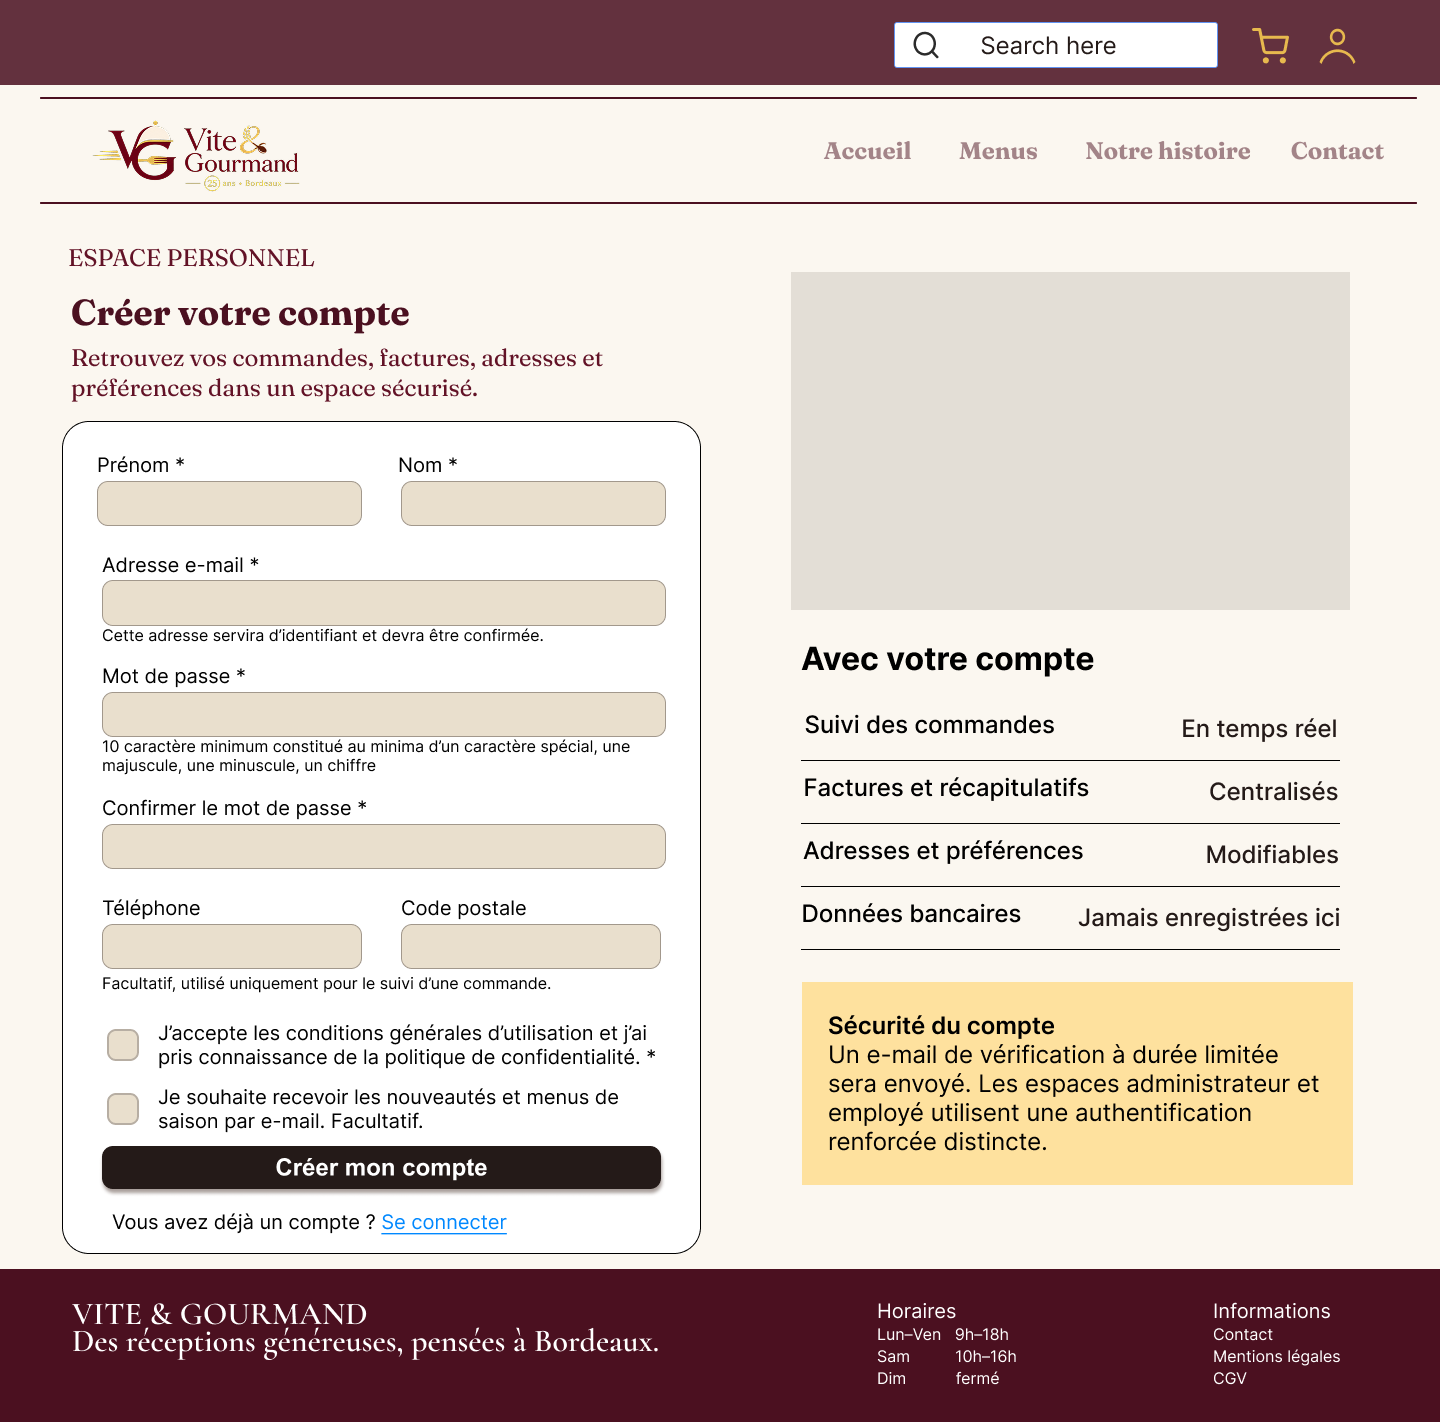 Search here
Vite &
Gourmand
25 ans • Bordeaux
Accueil
Menus
Notre histoire
Contact
ESPACE PERSONNEL
Créer votre compte
Retrouvez vos commandes, factures, adresses et
préférences dans un espace sécurisé.
Prénom *
Nom *
Adresse e-mail *
Cette adresse servira d’identifiant et devra être confirmée.
Mot de passe *
10 caractère minimum constitué au minima d’un caractère spécial, une
majuscule, une minuscule, un chiffre
Confirmer le mot de passe *
Téléphone
Code postale
Facultatif, utilisé uniquement pour le suivi d’une commande.
J’accepte les conditions générales d’utilisation et j’ai
pris connaissance de la politique de confidentialité. *
Je souhaite recevoir les nouveautés et menus de
saison par e-mail. Facultatif.
Créer mon compte
Vous avez déjà un compte ? Se connecter
Avec votre compte
Suivi des commandes
En temps réel
Factures et récapitulatifs
Centralisés
Adresses et préférences
Modifiables
Données bancaires
Jamais enregistrées ici
Sécurité du compte
Un e-mail de vérification à durée limitée
sera envoyé. Les espaces administrateur et
employé utilisent une authentification
renforcée distincte.
VITE & GOURMAND
Des réceptions généreuses, pensées à Bordeaux.
Horaires
Lun–Ven 9h–18h
Sam 10h–16h
Dim fermé
Informations
Contact
Mentions légales
CGV